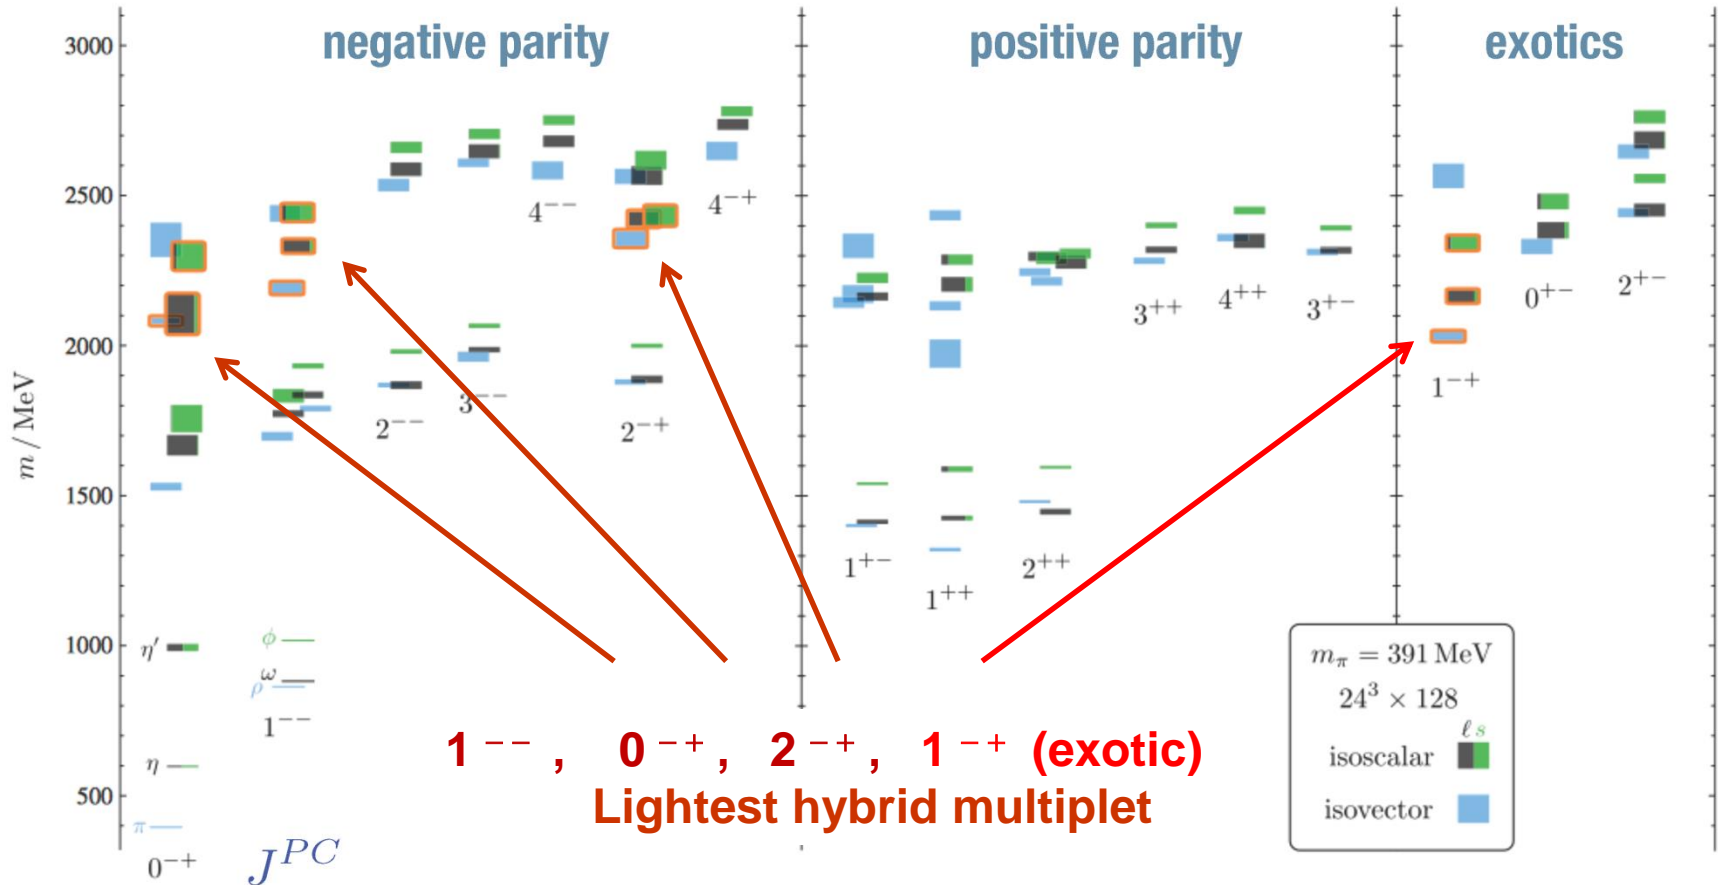 negative parity
positive parity
exotics
3000
2500
2000
1500
1000
500
m / MeV
4⁻⁻
4⁻⁺
2⁻⁻
3⁻⁻
2⁻⁺
3⁺⁺
4⁺⁺
3⁺⁻
0⁺⁻
2⁺⁻
1⁻⁺
1⁺⁻
1⁺⁺
2⁺⁺
η′
ϕ
ω
ρ
1⁻⁻
η
π
0⁻⁺
J^{PC}
1⁻⁻, 0⁻⁺, 2⁻⁺, 1⁻⁺ (exotic)
Lightest hybrid multiplet
m_π = 391 MeV
24³ × 128
ℓ s
isoscalar
isovector